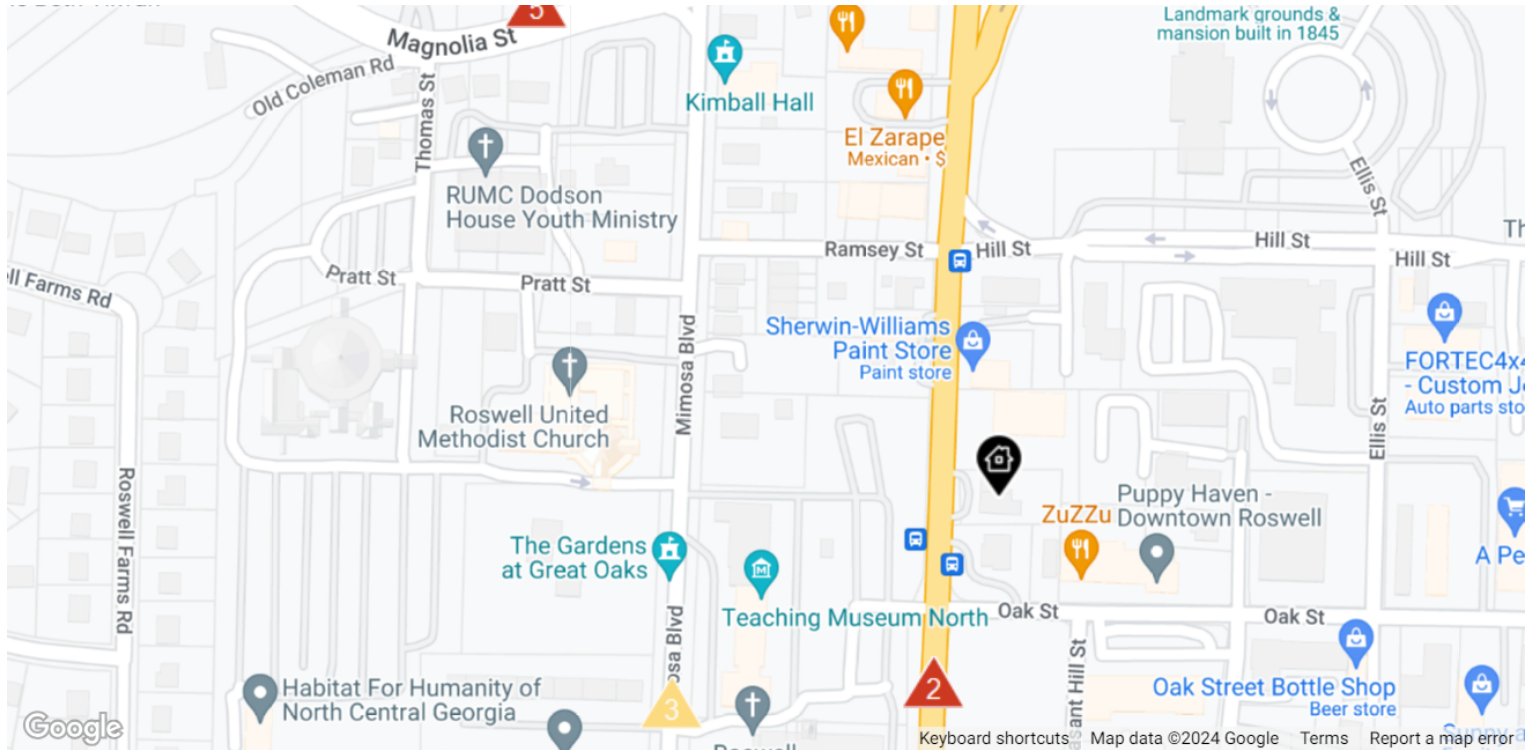 5
Magnolia St
Old Coleman Rd
Thomas St
Kimball Hall
El Zarape
Mexican • $
Landmark grounds &
mansion built in 1845
Ellis St
RUMC Dodson
House Youth Ministry
Ramsey St
Hill St
Hill St
Hill St
Farms Rd
Pratt St
Pratt St
Mimosa Blvd
Sherwin-Williams
Paint Store
Paint store
FORTEC4x4
- Custom
Auto parts
Roswell United
Methodist Church
Ellis St
Roswell Farms Rd
ZuZZu
Puppy Haven -
Downtown Roswell
The Gardens
at Great Oaks
A
Teaching Museum North
Oak St
Oak St
Blvd
Hill St
Habitat For Humanity of
North Central Georgia
3
2
Oak Street Bottle Shop
Beer store
Google
Keyboard shortcuts
Map data ©2024 Google
Terms
Report a map error